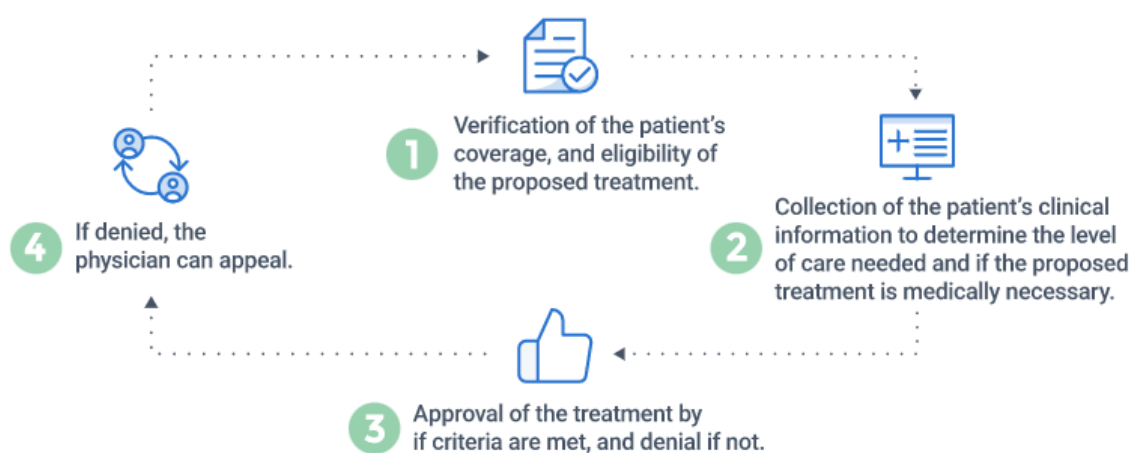 1
Verification of the patient's
coverage, and eligibility of
the proposed treatment.
2
Collection of the patient's clinical
information to determine the level
of care needed and if the proposed
treatment is medically necessary.
3
Approval of the treatment by
if criteria are met, and denial if not.
4
If denied, the
physician can appeal.